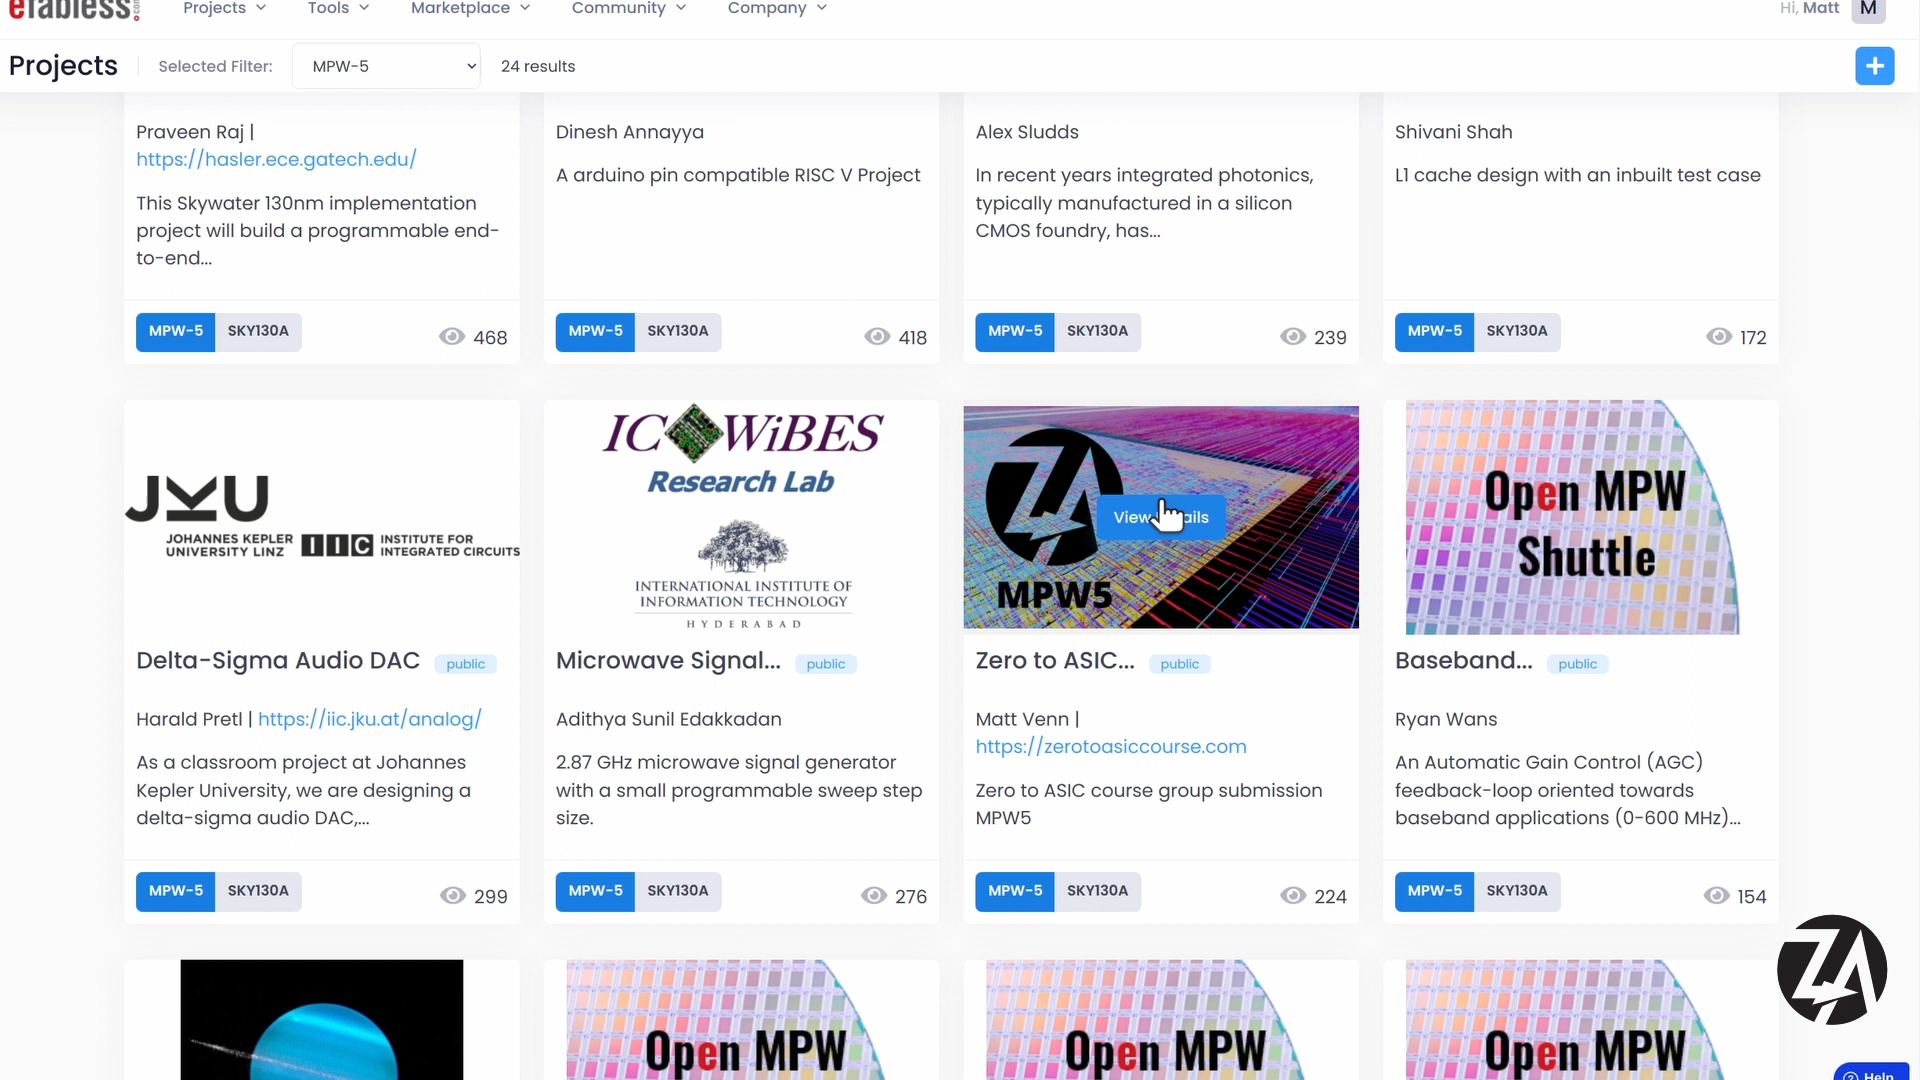 efabless.com
Projects
Tools
Marketplace
Community
Company
Hi, Matt
M
Projects
Selected Filter:
MPW-5
24 results
Praveen Raj |
https://hasler.ece.gatech.edu/
This Skywater 130nm implementation
project will build a programmable end-
to-end...
MPW-5
SKY130A
468
Dinesh Annayya
A arduino pin compatible RISC V Project
MPW-5
SKY130A
418
Alex Sludds
In recent years integrated photonics,
typically manufactured in a silicon
CMOS foundry, has...
MPW-5
SKY130A
239
Shivani Shah
L1 cache design with an inbuilt test case
MPW-5
SKY130A
172
JKU
JOHANNES KEPLER
UNIVERSITY LINZ
IIC
INSTITUTE FOR
INTEGRATED CIRCUITS
Delta-Sigma Audio DAC
public
Harald Pretl | https://iic.jku.at/analog/
As a classroom project at Johannes
Kepler University, we are designing a
delta-sigma audio DAC,...
MPW-5
SKY130A
299
IC WiBES
Research Lab
INTERNATIONAL INSTITUTE OF
INFORMATION TECHNOLOGY
HYDERABAD
Microwave Signal...
public
Adithya Sunil Edakkadan
2.87 GHz microwave signal generator
with a small programmable sweep step
size.
MPW-5
SKY130A
276
ZA
MPW5
View
Zero to ASIC...
public
Matt Venn |
https://zerotoasiccourse.com
Zero to ASIC course group submission
MPW5
MPW-5
SKY130A
224
Open MPW
Shuttle
Baseband...
public
Ryan Wans
An Automatic Gain Control (AGC)
feedback-loop oriented towards
baseband applications (0-600 MHz)...
MPW-5
SKY130A
154
Open MPW
Open MPW
Open MPW
ZA
Help